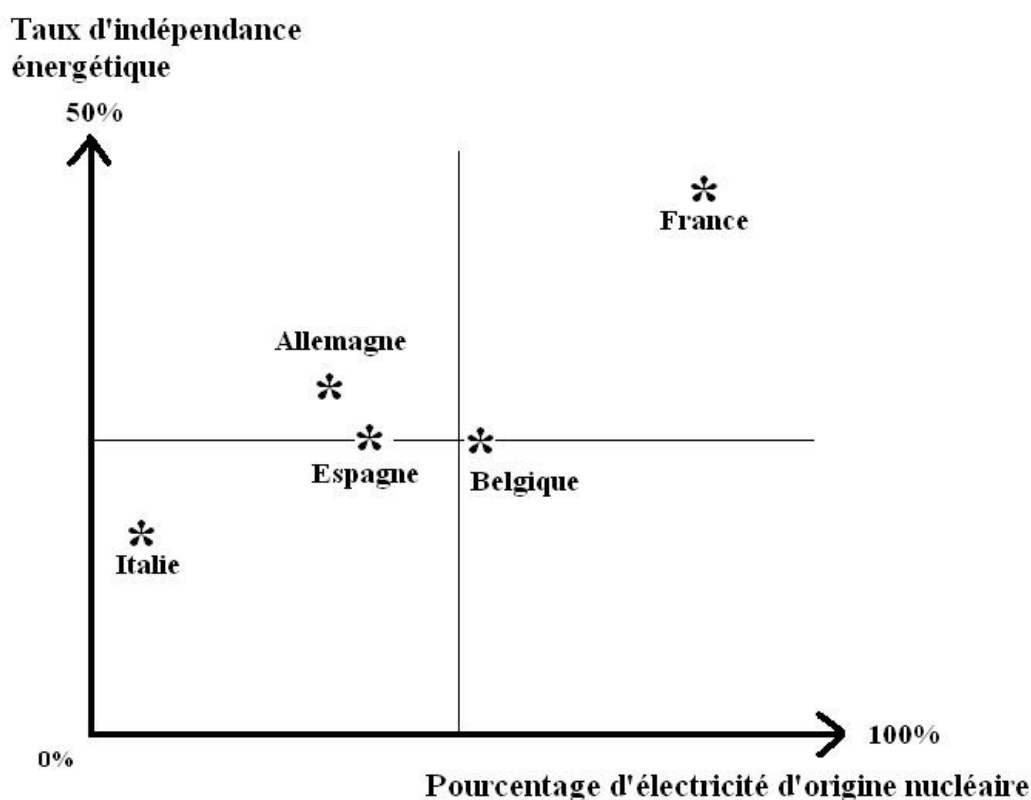 Taux d'indépendance
énergétique
50%
*
France
Allemagne
*
*
*
Espagne
Belgique
*
Italie
100%
0%
Pourcentage d'électricité d'origine nucléaire